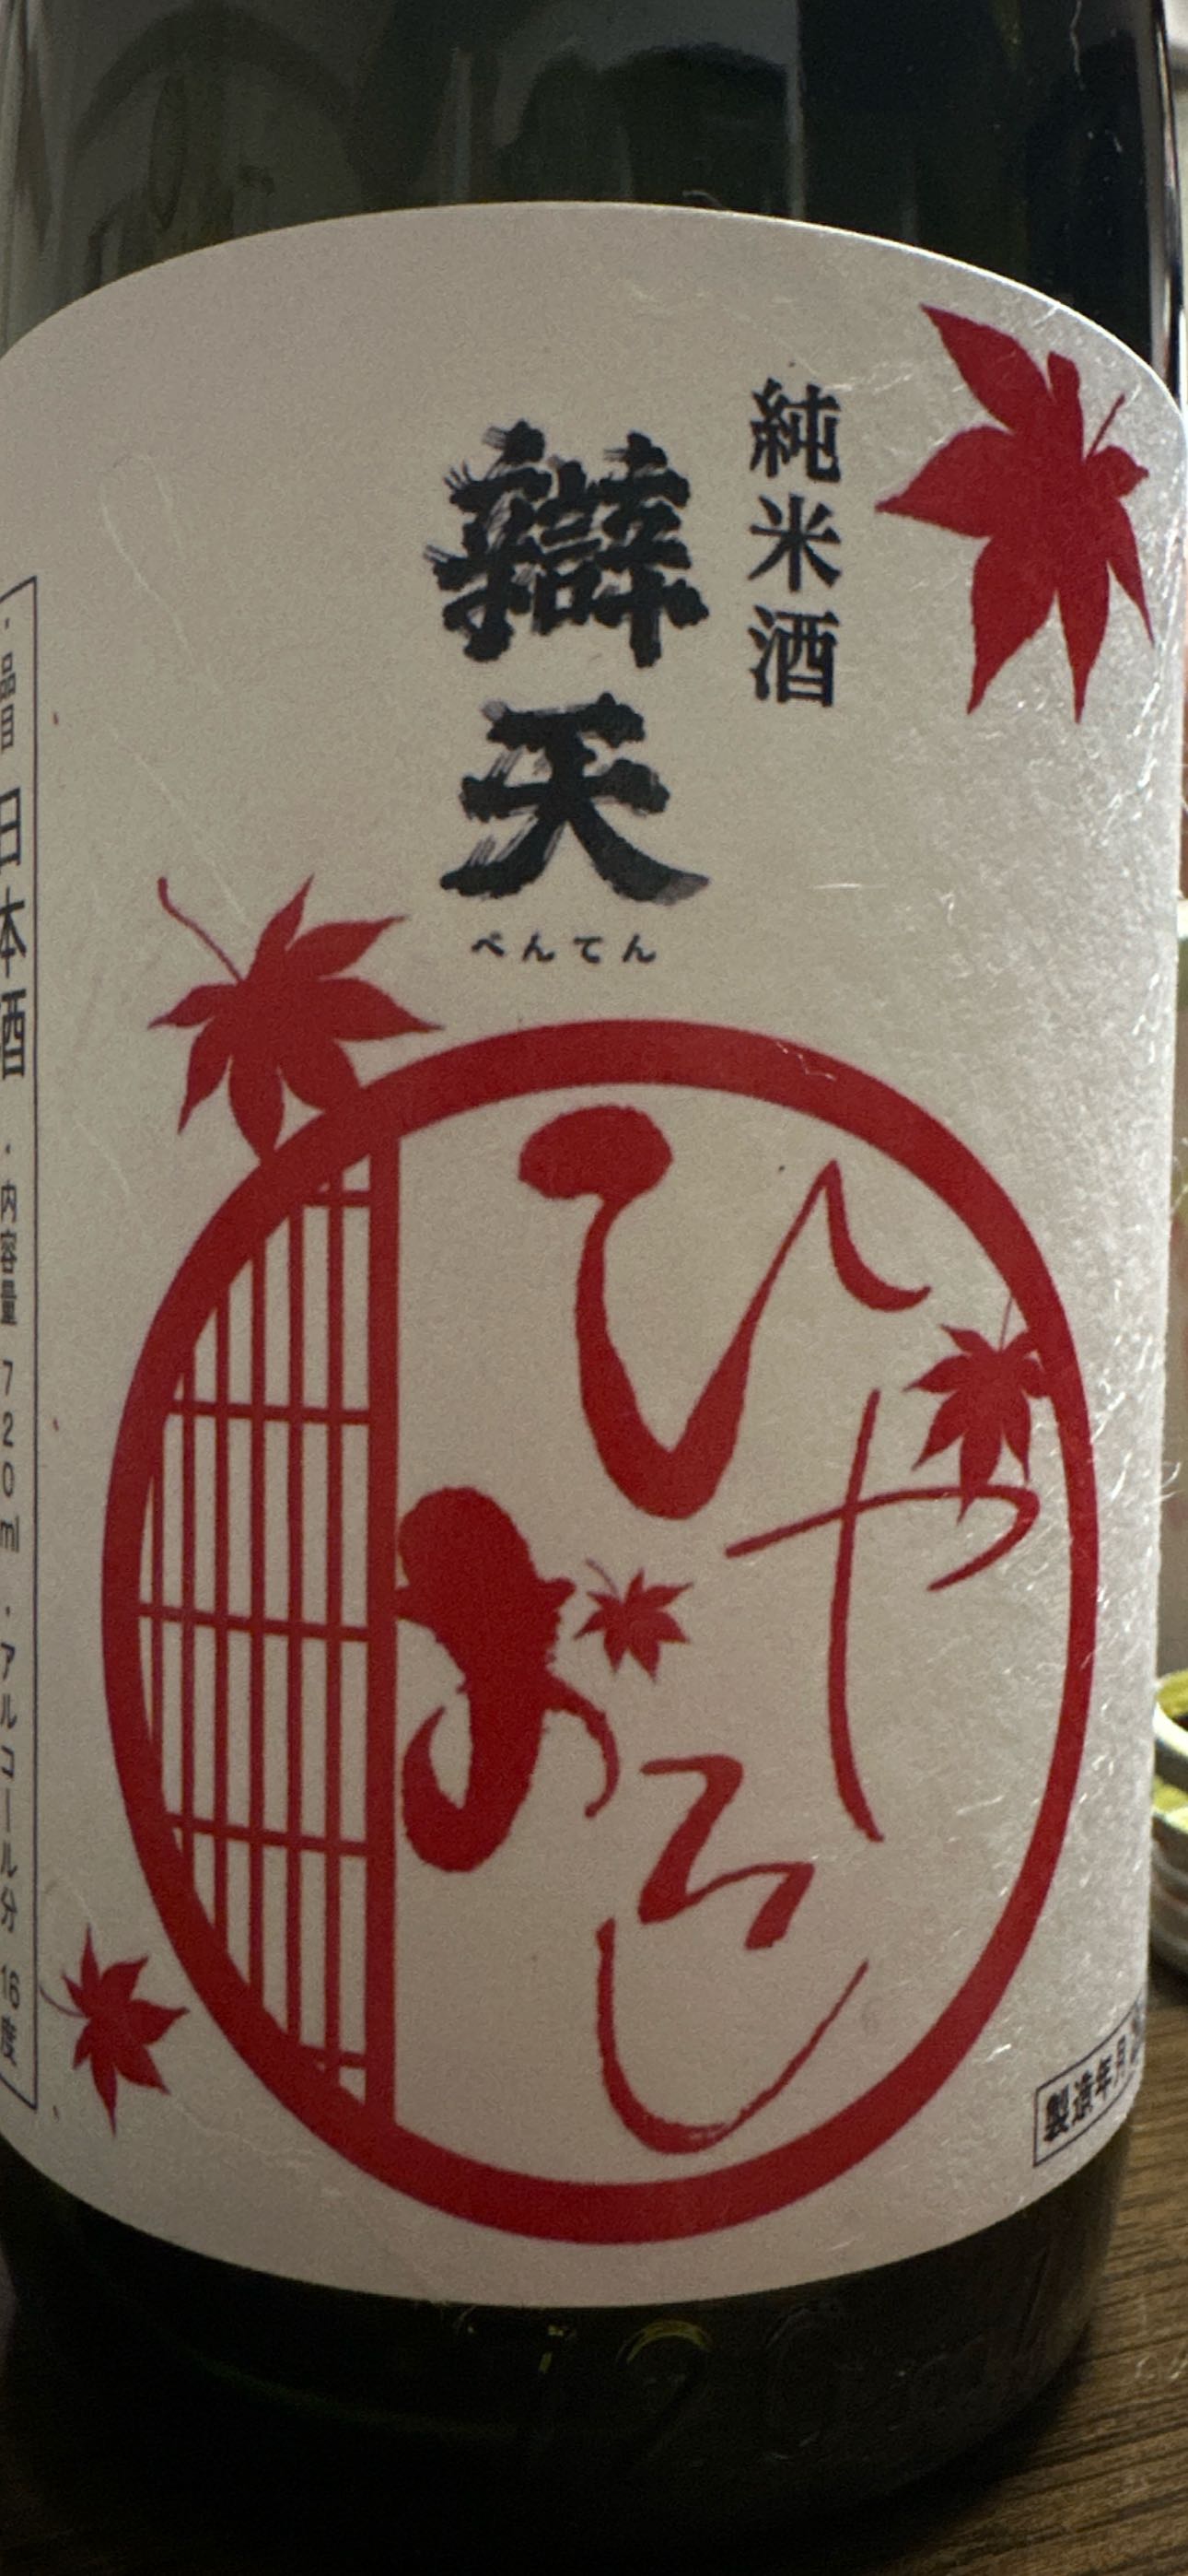 純米酒
辯天
べんてん
ひや
おろし
・品目 日本酒 ・内容量 720ml ・アルコール分 16度
製造年月
720